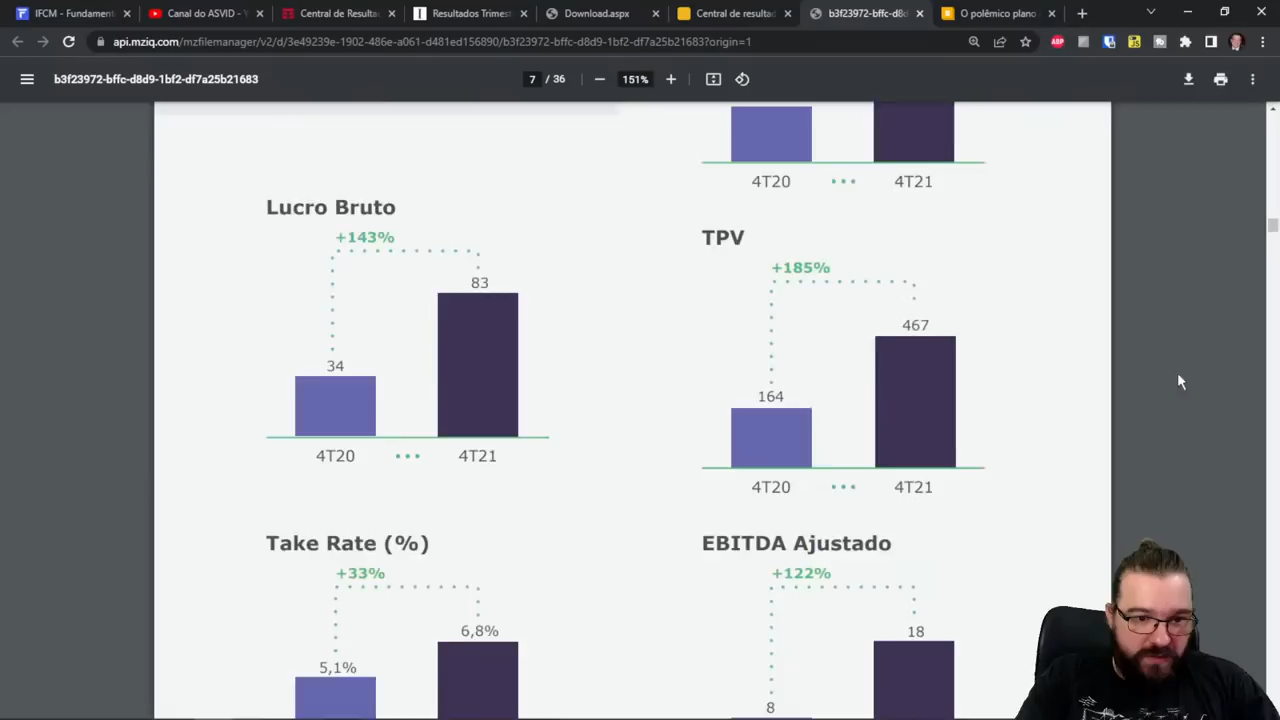 IFCM - Fundament
Canal do ASVID - Y
Central de Resulta
Resultados Trimest
Download.aspx
Central de resultad
b3f23972-bffc-d8d
O polêmico plano
api.mziq.com/mzfilemanager/v2/d/3e49239e-1902-486e-a061-d481ed156890/b3f23972-bffc-d8d9-1bf2-df7a25b21683?origin=1
b3f23972-bffc-d8d9-1bf2-df7a25b21683
7 / 36
151%
4T20 ••• 4T21
Lucro Bruto
+143%
83
34
4T20 ••• 4T21
TPV
+185%
467
164
4T20 ••• 4T21
Take Rate (%)
+33%
6,8%
5,1%
EBITDA Ajustado
+122%
18
8